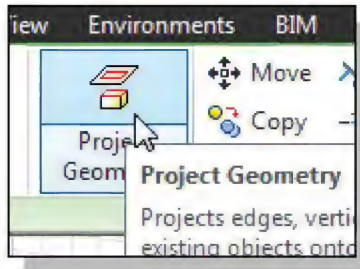 iew Environments BIM
Move
Copy
Proje
Geom
Project Geometry
Projects edges, verti
existing objects onto